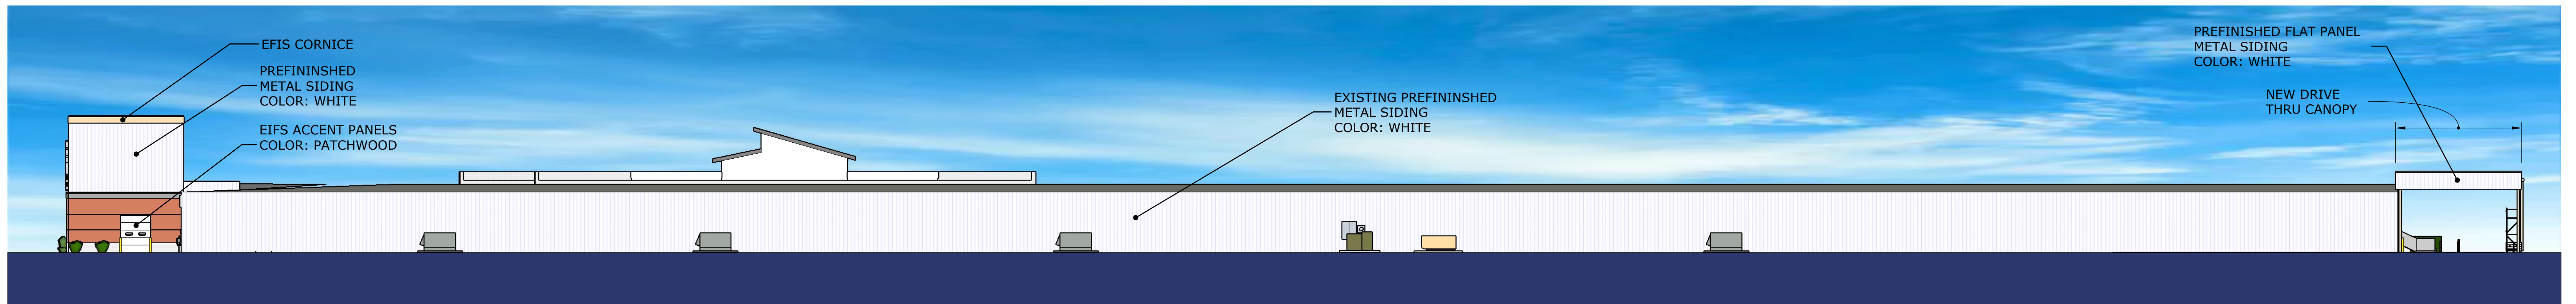 EFIS CORNICE
PREFININSHED
METAL SIDING
COLOR: WHITE
EIFS ACCENT PANELS
COLOR: PATCHWOOD
EXISTING PREFININSHED
METAL SIDING
COLOR: WHITE
PREFINISHED FLAT PANEL
METAL SIDING
COLOR: WHITE
NEW DRIVE
THRU CANOPY